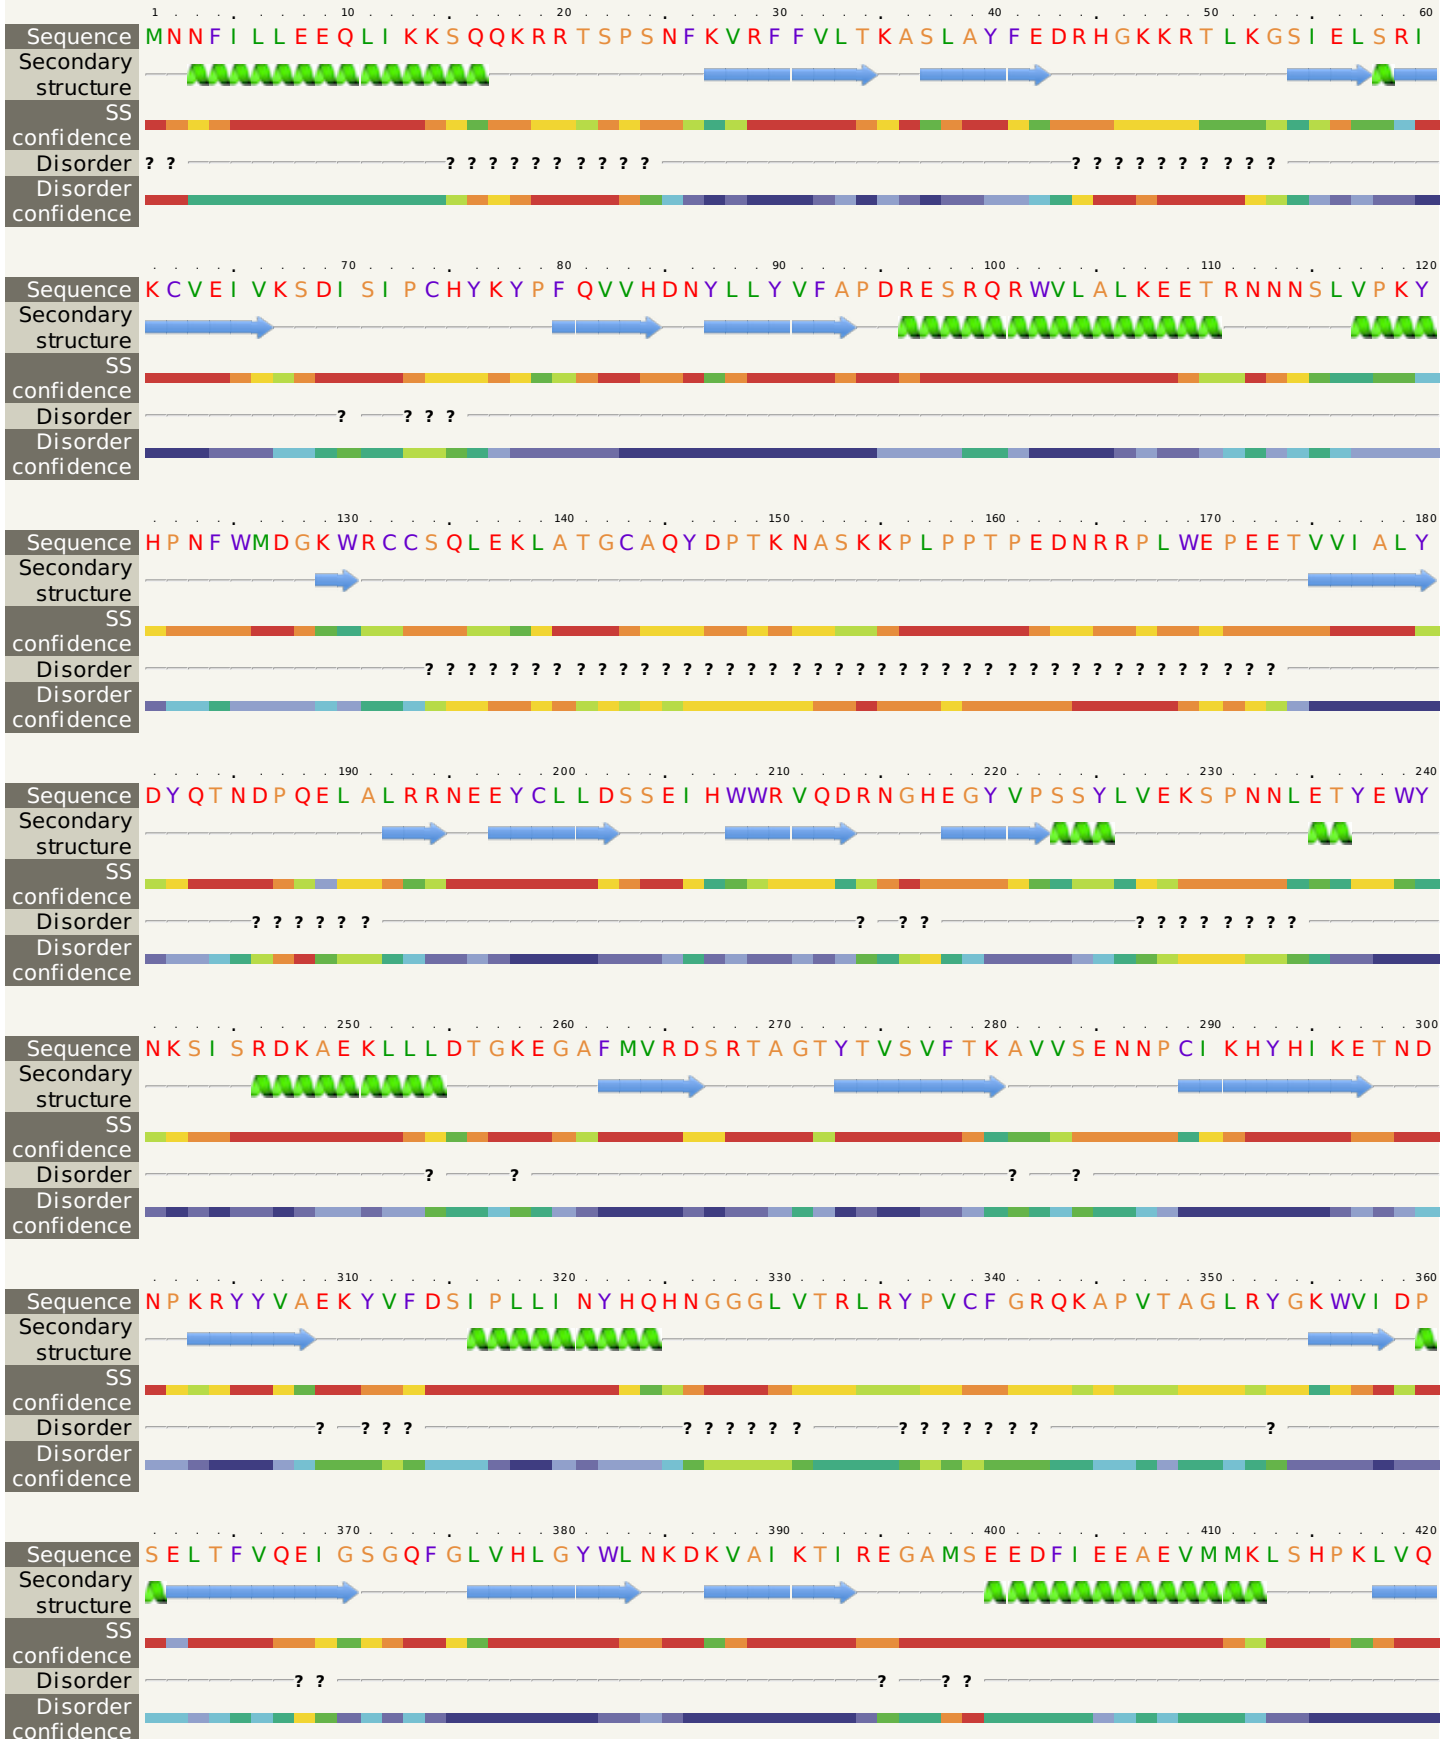 1 10 20 30 40 50 60
Sequence MNNFILLEEQLIKKSQQKRRTSPSNFKVRFFVLTKASLAYFEDRHGKKRTLKGSIELSRI
Secondary
structure
SS
confidence
Disorder ? ? ? ? ? ? ? ? ? ? ? ? ? ? ? ? ? ? ? ? ? ?
Disorder
confidence
70 80 90 100 110 120
Sequence KCVEIVKSDISIPCHYKYPFQVVHDNYLLYVFAPDRESRQRWVLALKEETRNNNSLVPKY
Secondary
structure
SS
confidence
Disorder ? ? ? ?
Disorder
confidence
130 140 150 160 170 180
Sequence HPNFWMDGKWRCCSQLEKLATGCAQYDPTKNASKKPLPPTPEDNRRPLWEPEETVVIALY
Secondary
structure
SS
confidence
Disorder ? ? ? ? ? ? ? ? ? ? ? ? ? ? ? ? ? ? ? ? ? ? ? ? ? ? ? ? ? ? ? ? ? ? ? ? ? ? ? ?
Disorder
confidence
190 200 210 220 230 240
Sequence DYQTNDPQELALRRNEEYCLLDSSEIHWWRVQDRNGHEGYVPSSYLVEKSPNNLETYEWY
Secondary
structure
SS
confidence
Disorder ? ? ? ? ? ? ? ? ? ? ? ? ? ? ? ? ?
Disorder
confidence
250 260 270 280 290 300
Sequence NKSISRDKAEKLLLDTGKEGAFMVRDSRTAGTYTVSVFTKAVVSENNPCIKHYHIKETND
Secondary
structure
SS
confidence
Disorder ? ? ? ?
Disorder
confidence
310 320 330 340 350 360
Sequence NPKRYYVAEKYVFDSIPLLINYHQHNGGGLVTRLRYPVCFGRQKAPVTAGLRYGKWVIDP
Secondary
structure
SS
confidence
Disorder ? ? ? ? ? ? ? ? ? ? ? ? ? ? ? ? ? ?
Disorder
confidence
370 380 390 400 410 420
Sequence SELTFVQEIGSGQFGLVHLGYWLNKDKVAIKTIREGAMSEEDFIEEAEVMMKLSHPKLVQ
Secondary
structure
SS
confidence
Disorder ? ? ? ? ?
Disorder
confidence